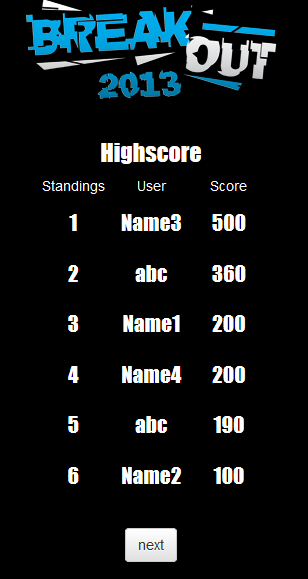 BREAK
OUT
2013
Highscore
Standings User Score
1 Name3 500
2 abc 360
3 Name1 200
4 Name4 200
5 abc 190
6 Name2 100
next